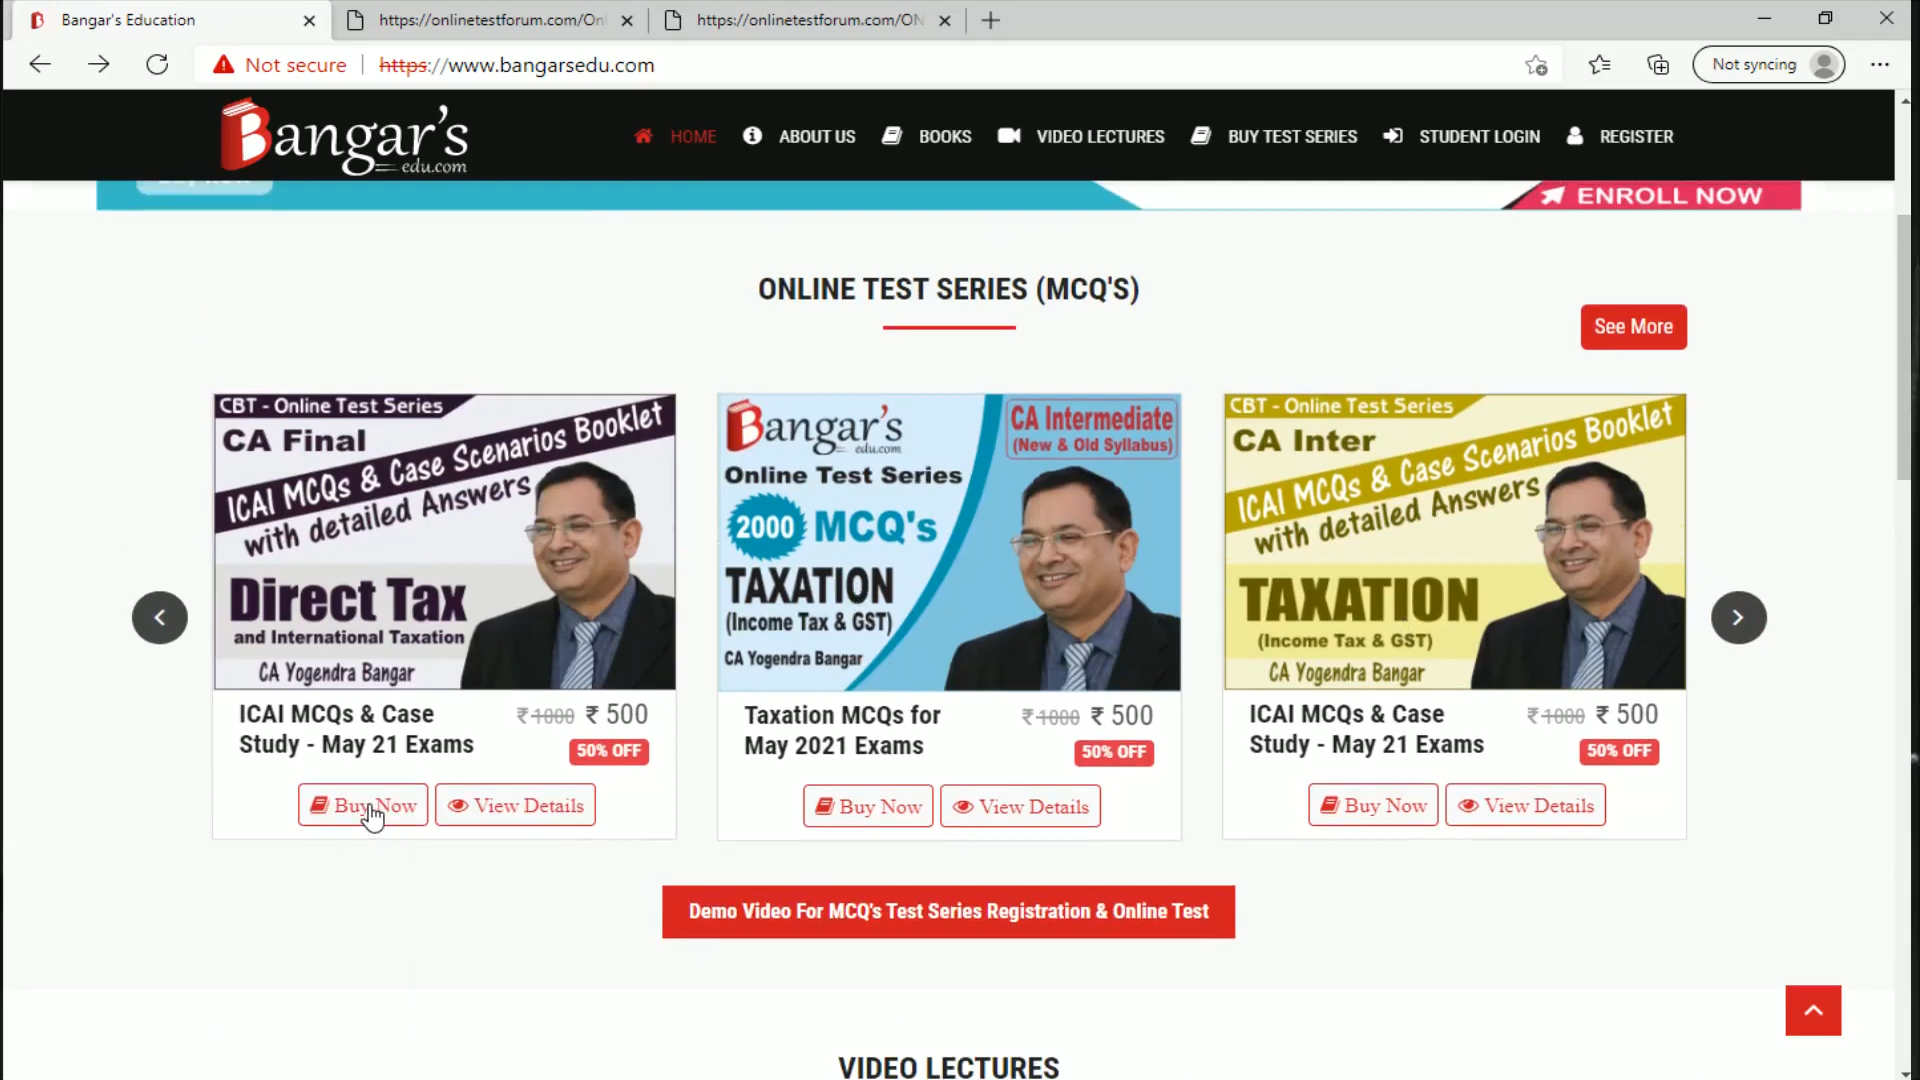 Bangar's Education
https://onlinetestforum.com/Onl
https://onlinetestforum.com/ON
Not secure
https://www.bangarsedu.com
Not syncing
Bangar's
edu.com
HOME
ABOUT US
BOOKS
VIDEO LECTURES
BUY TEST SERIES
STUDENT LOGIN
REGISTER
ENROLL NOW
ONLINE TEST SERIES (MCQ'S)
See More
CBT - Online Test Series
CA Final
ICAI MCQs & Case Scenarios Booklet
with detailed Answers
Direct Tax
and International Taxation
CA Yogendra Bangar
ICAI MCQs & Case
Study - May 21 Exams
₹ 1000 ₹ 500
50% OFF
Buy Now
View Details
Bangar's
edu.com
CA Intermediate
(New & Old Syllabus)
Online Test Series
2000 MCQ's
TAXATION
(Income Tax & GST)
CA Yogendra Bangar
Taxation MCQs for
May 2021 Exams
₹ 1000 ₹ 500
50% OFF
Buy Now
View Details
CBT - Online Test Series
CA Inter
ICAI MCQs & Case Scenarios Booklet
with detailed Answers
TAXATION
(Income Tax & GST)
CA Yogendra Bangar
ICAI MCQs & Case
Study - May 21 Exams
₹ 1000 ₹ 500
50% OFF
Buy Now
View Details
Demo Video For MCQ's Test Series Registration & Online Test
VIDEO LECTURES